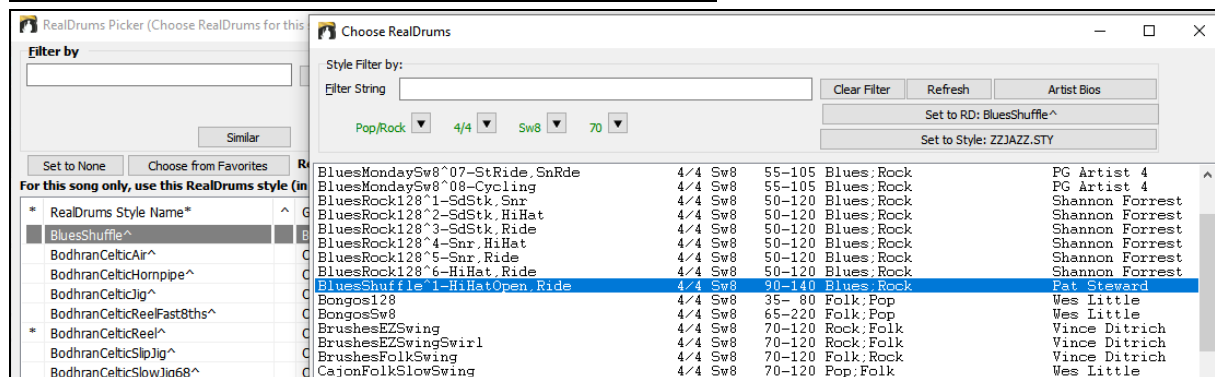 RealDrums Picker (Choose RealDrums for this
Filter by
Similar
Set to None
Choose from Favorites
For this song only, use this RealDrums style (in
* RealDrums Style Name* ^
BluesShuffle^
BodhranCelticAir^
BodhranCelticHornpipe^
BodhranCelticJig^
BodhranCelticReelFast8ths^
* BodhranCelticReel^
BodhranCelticSlipJig^
BodhranCelticSlowJig68^
Choose RealDrums
Style Filter by:
Filter String
Clear Filter
Refresh
Artist Bios
Set to RD: BluesShuffle^
Pop/Rock 4/4 Sw8 70
Set to Style: ZZJAZZ.STY
BluesMondaySw8^07-StRide,SnRde 4/4 Sw8 55-105 Blues;Rock PG Artist 4
BluesMondaySw8^08-Cycling 4/4 Sw8 55-105 Blues;Rock PG Artist 4
BluesRock128^1-SdStk,Snr 4/4 Sw8 50-120 Blues;Rock Shannon Forrest
BluesRock128^2-SdStk,HiHat 4/4 Sw8 50-120 Blues;Rock Shannon Forrest
BluesRock128^3-SdStk,Ride 4/4 Sw8 50-120 Blues;Rock Shannon Forrest
BluesRock128^4-Snr,HiHat 4/4 Sw8 50-120 Blues;Rock Shannon Forrest
BluesRock128^5-Snr,Ride 4/4 Sw8 50-120 Blues;Rock Shannon Forrest
BluesRock128^6-HiHat,Ride 4/4 Sw8 50-120 Blues;Rock Shannon Forrest
BluesShuffle^1-HiHatOpen,Ride 4/4 Sw8 90-140 Blues;Rock Pat Steward
Bongos128 4/4 Sw8 35- 80 Folk;Pop Wes Little
BongosSw8 4/4 Sw8 65-220 Folk;Pop Wes Little
BrushesEZSwing 4/4 Sw8 70-120 Rock;Folk Vince Ditrich
BrushesEZSwingSwirl 4/4 Sw8 70-120 Rock;Folk Vince Ditrich
BrushesFolkSwing 4/4 Sw8 70-120 Folk;Rock Vince Ditrich
CajonFolkSlowSwing 4/4 Sw8 70-120 Pop;Folk Wes Little